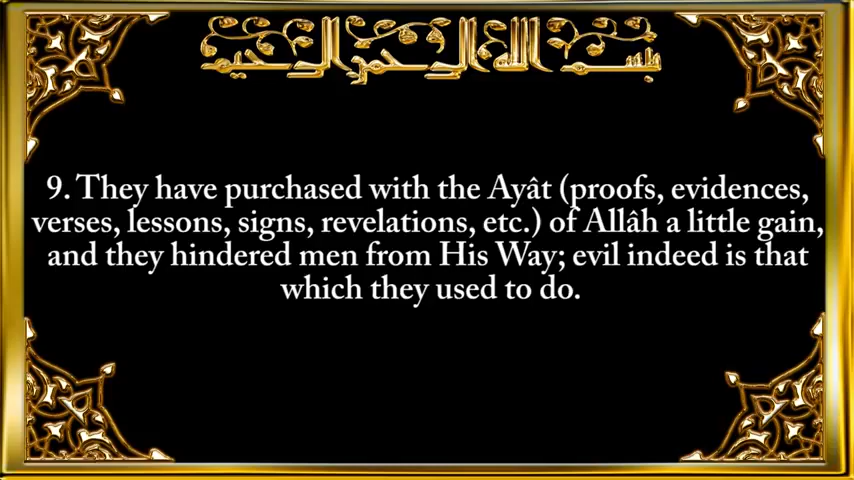 بسم الله الرحمن الرحيم
9. They have purchased with the Ayât (proofs, evidences,
verses, lessons, signs, revelations, etc.) of Allâh a little gain,
and they hindered men from His Way; evil indeed is that
which they used to do.